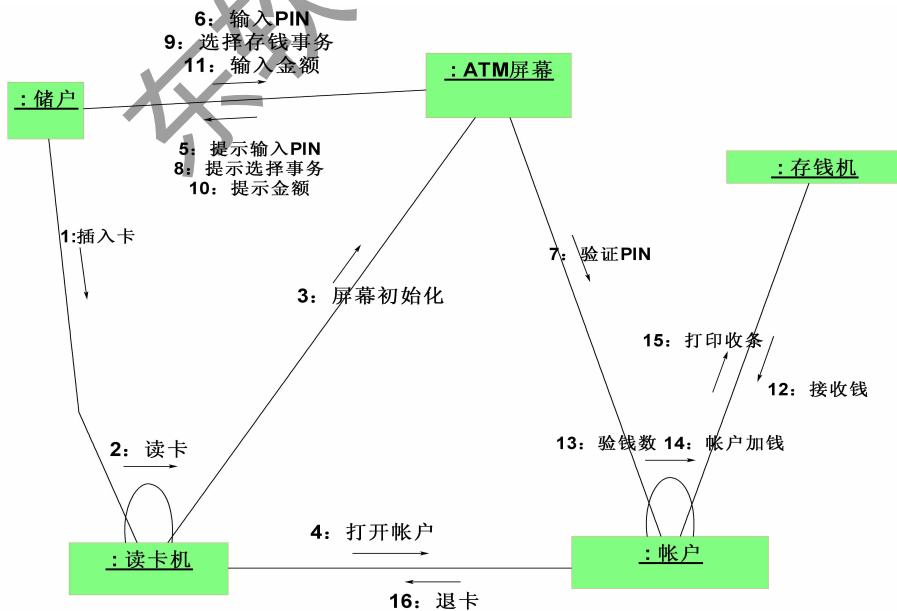 6：输入PIN
9：选择存钱事务
11：输入金额
：储户
：ATM屏幕
5：提示输入PIN
8：提示选择事务
10：提示金额
：存钱机
1:插入卡
7：验证PIN
3：屏幕初始化
15：打印收条
12：接收钱
2：读卡
13：验钱数 14：帐户加钱
4：打开帐户
：读卡机
：帐户
16：退卡
东软